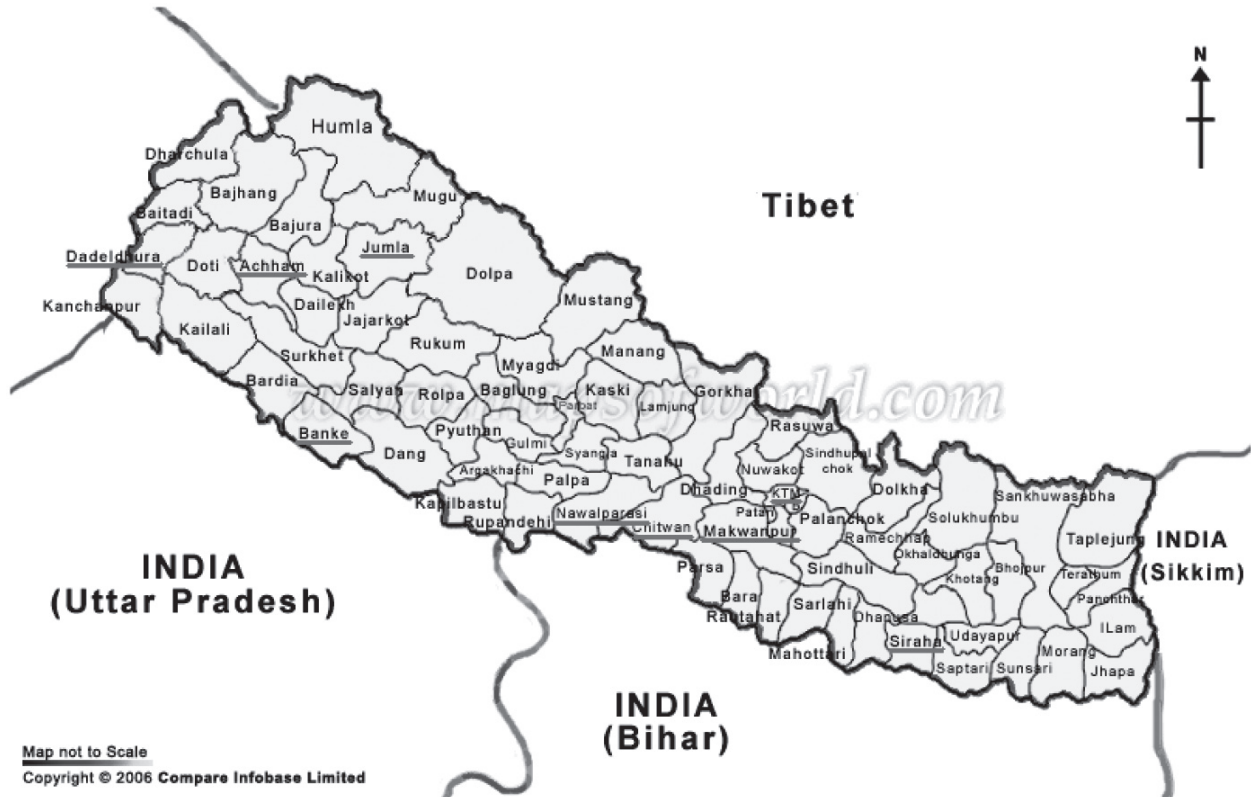 N
Humla
Dharchula
Bajhang
Mugu
Baitadi
Bajura
Tibet
Dadeldhura
Doti
Achham
Jumla
Kalikot
Dolpa
Mustang
Kanchanpur
Kailali
Dailekh
Jajarkot
Rukum
Surkhet
Myagdi
Manang
Bardia
Salyan
Rolpa
Baglung
Kaski
Gorkha
www.mapsofworld.com
Parbat
Lamjung
Banke
Pyuthan
Gulmi
Rasuwa
Dang
Syangja
Tanahu
Nuwakot
Sindhupal
chok
Argakhachi
Palpa
Dhading
KTM
Dolkha
Sankhuwasabha
Kapilbastu
Rupandehi
Nawalparasi
Chitwan
Patan
B
Makwanpur
Palanchok
Ramechhap
Solukhumbu
Taplejung
INDIA
(Sikkim)
Okhaldhunga
Parsa
Sindhuli
Khotang
Bhojpur
Terathum
Panchthar
INDIA
(Uttar Pradesh)
Bara
Rautahat
Sarlahi
Dhanusa
Siraha
Udayapur
ILam
Mahottari
Saptari
Sunsari
Morang
Jhapa
INDIA
(Bihar)
Map not to Scale
Copyright © 2006 Compare Infobase Limited